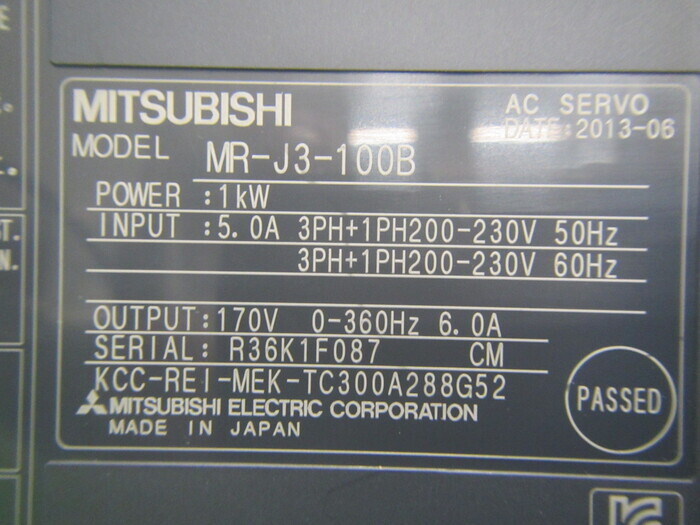 MITSUBISHI
AC SERVO
DATE:2013-06
MODEL MR-J3-100B
POWER :1kW
INPUT :5.0A 3PH+1PH200-230V 50Hz
3PH+1PH200-230V 60Hz
OUTPUT:170V 0-360Hz 6.0A
SERIAL: R36K1F087 CM
KCC-REI-MEK-TC300A288G52
MITSUBISHI ELECTRIC CORPORATION
MADE IN JAPAN
PASSED